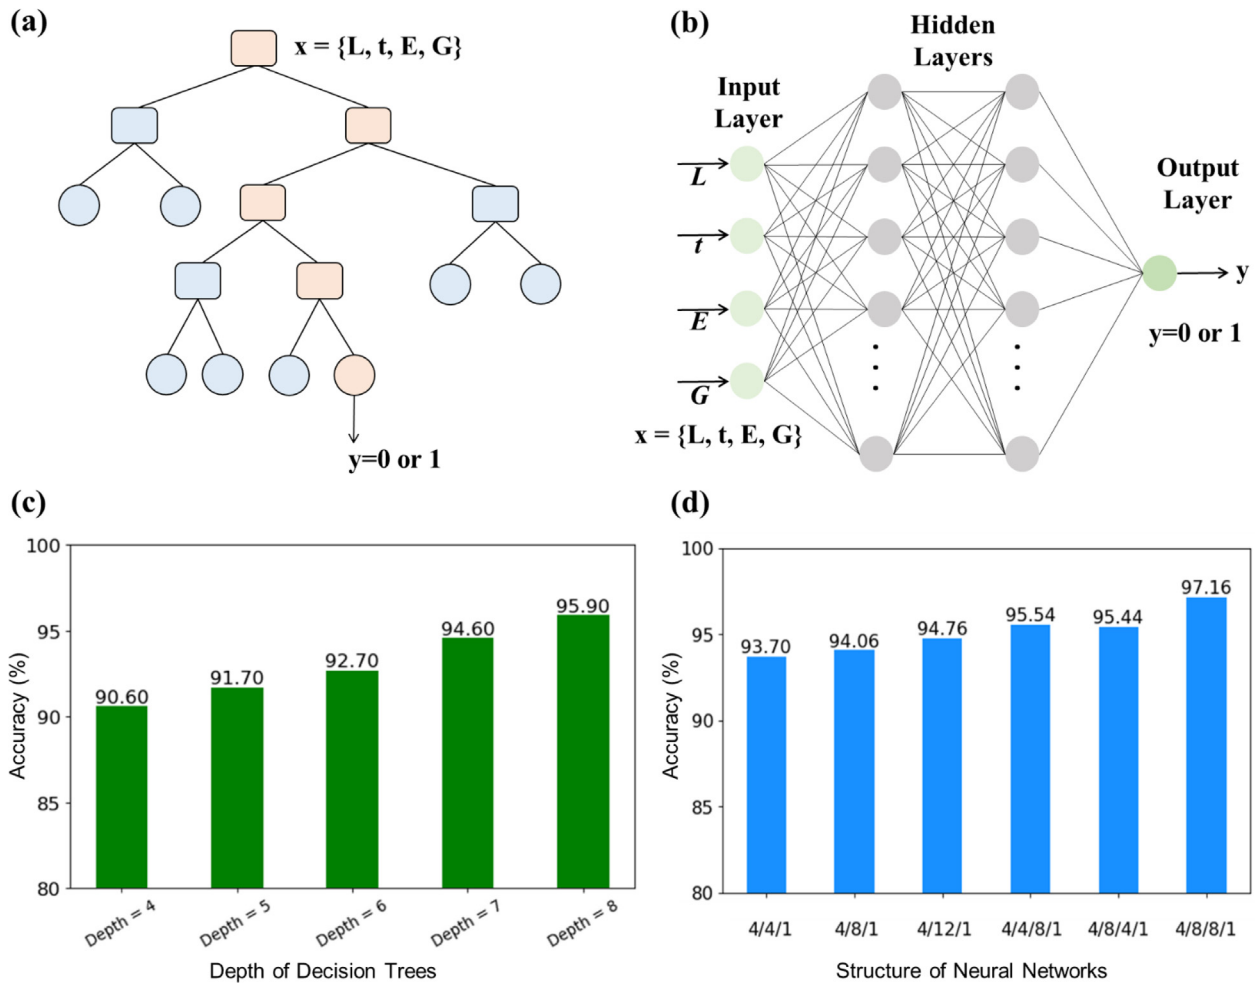 (a)
x = {L, t, E, G}
y=0 or 1
(b)
Hidden
Layers
Input
Layer
Output
Layer
L
t
E
G
y
y=0 or 1
x = {L, t, E, G}
(c)
100
95
90
85
80
Accuracy (%)
90.60
91.70
92.70
94.60
95.90
Depth = 4
Depth = 5
Depth = 6
Depth = 7
Depth = 8
Depth of Decision Trees
(d)
100
95
90
85
80
Accuracy (%)
93.70
94.06
94.76
95.54
95.44
97.16
4/4/1
4/8/1
4/12/1
4/4/8/1
4/8/4/1
4/8/8/1
Structure of Neural Networks